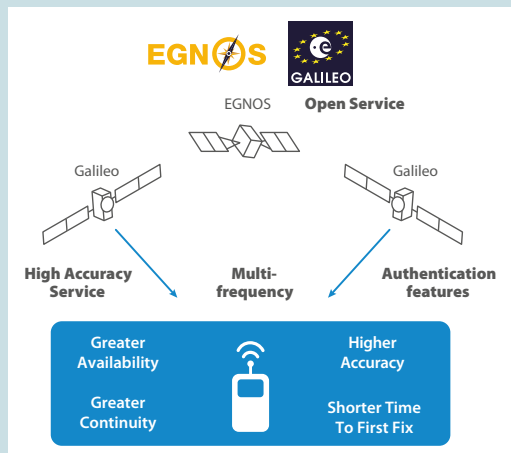 EGNOS
GALILEO
EGNOS
Open Service
Galileo
Galileo
High Accuracy
Service
Multi-
frequency
Authentication
features
Greater
Availability
Higher
Accuracy
Greater
Continuity
Shorter Time
To First Fix